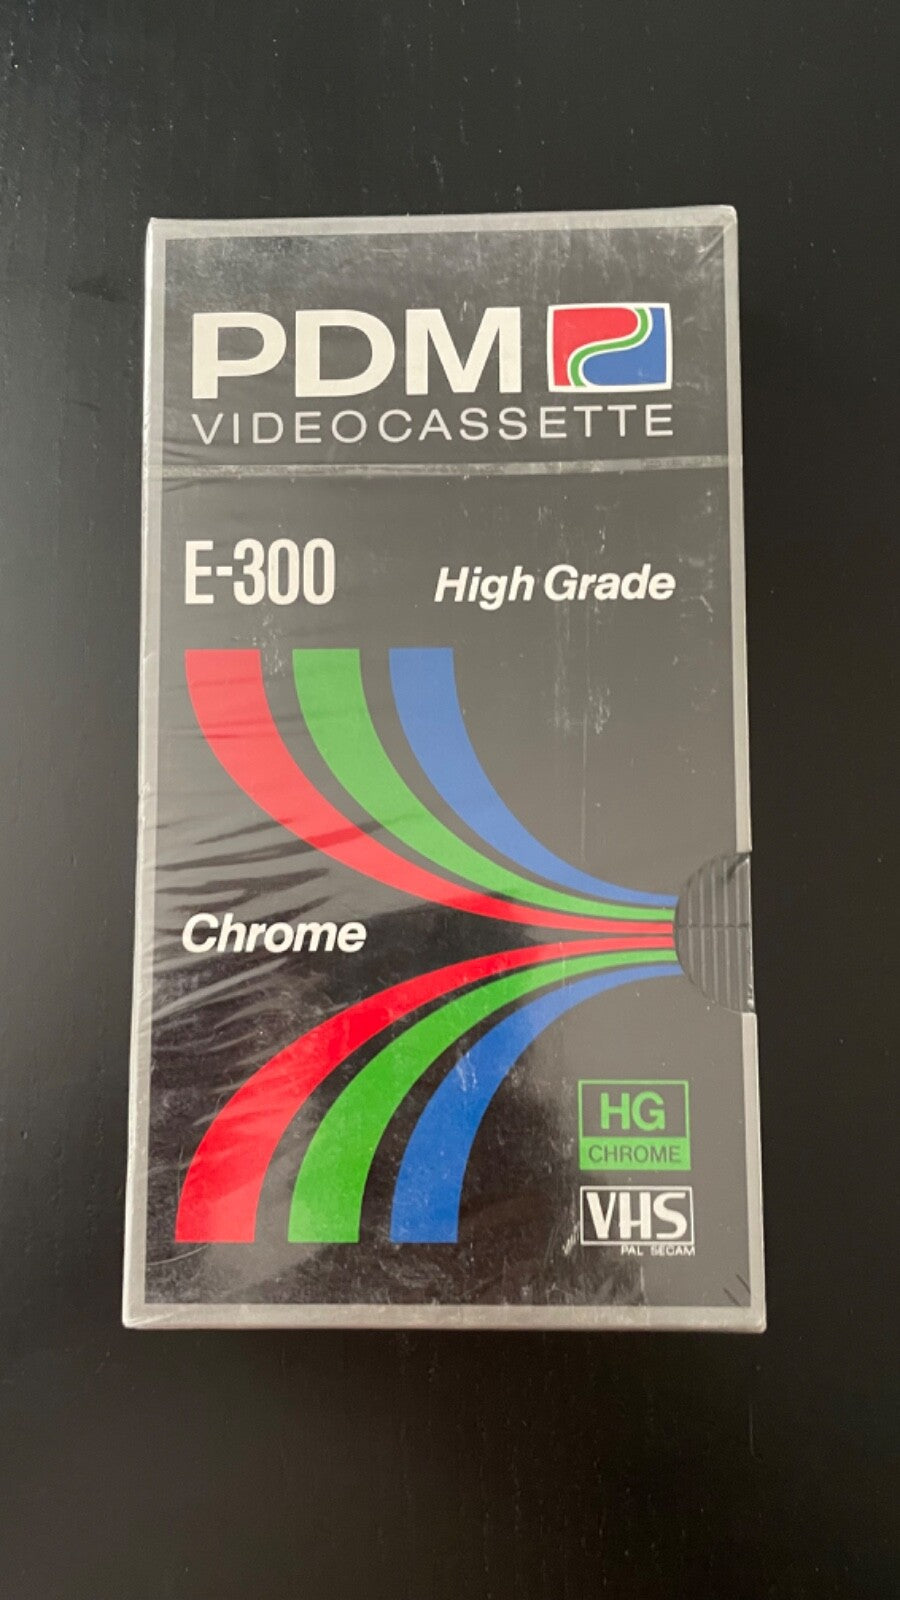 PDM
VIDEOCASSETTE
E-300
High Grade
Chrome
HG
CHROME
VHS
PAL SECAM